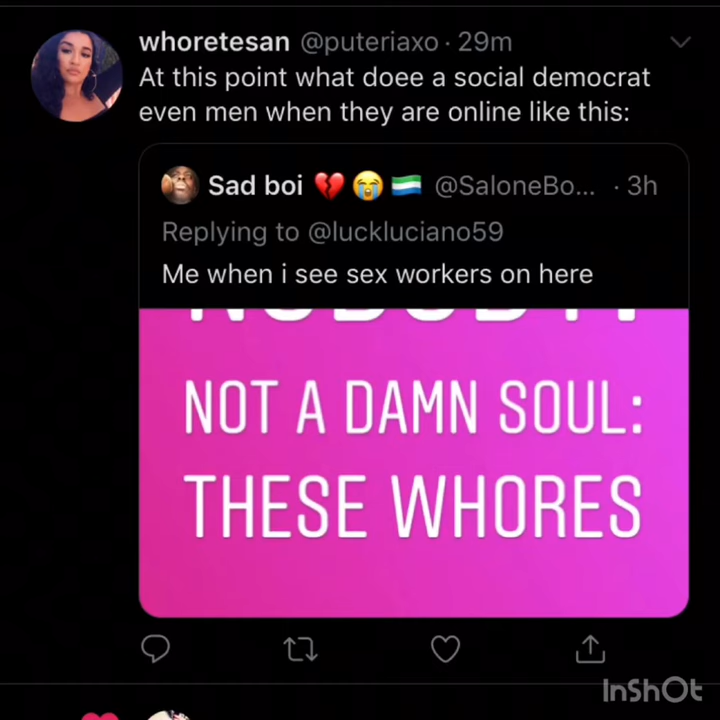 whoretesan @puteriaxo · 29m
At this point what doee a social democrat
even men when they are online like this:
Sad boi 💔 😭 🇸🇱 @SaloneBo... · 3h
Replying to @luckluciano59
Me when i see sex workers on here
NOT A DAMN SOUL:
THESE WHORES
InShOt